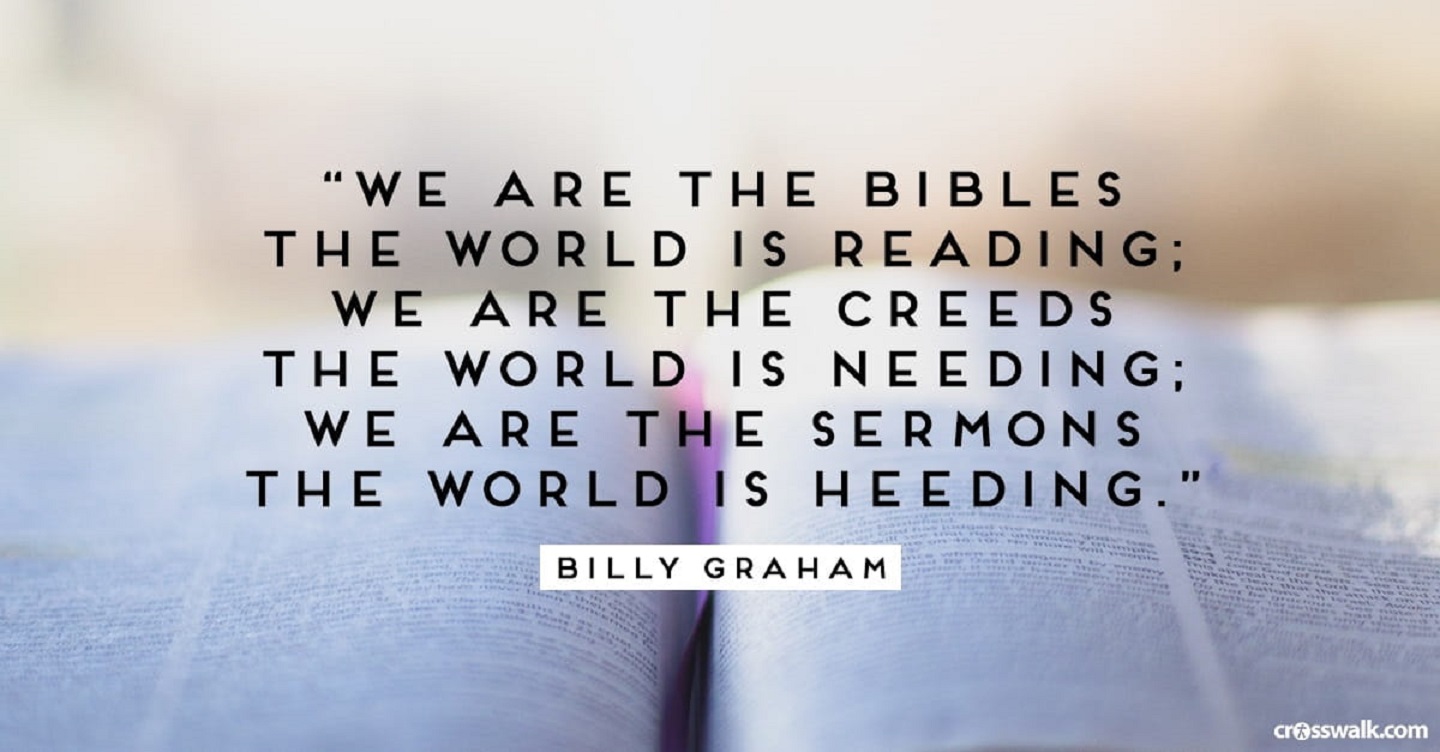 “WE ARE THE BIBLES
THE WORLD IS READING;
WE ARE THE CREEDS
THE WORLD IS NEEDING;
WE ARE THE SERMONS
THE WORLD IS HEEDING.”
BILLY GRAHAM
crosswalk.com